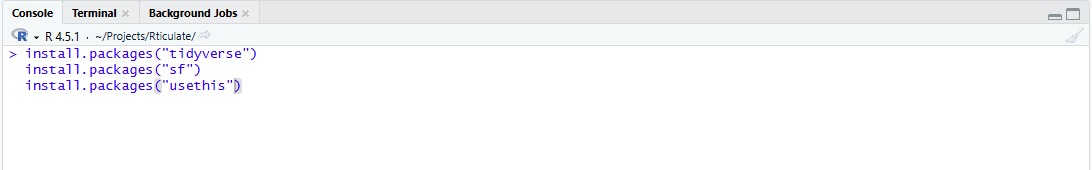 Console Terminal × Background Jobs ×
R R 4.5.1 · ~/Projects/Rticulate/
> install.packages("tidyverse")
install.packages("sf")
install.packages("usethis")